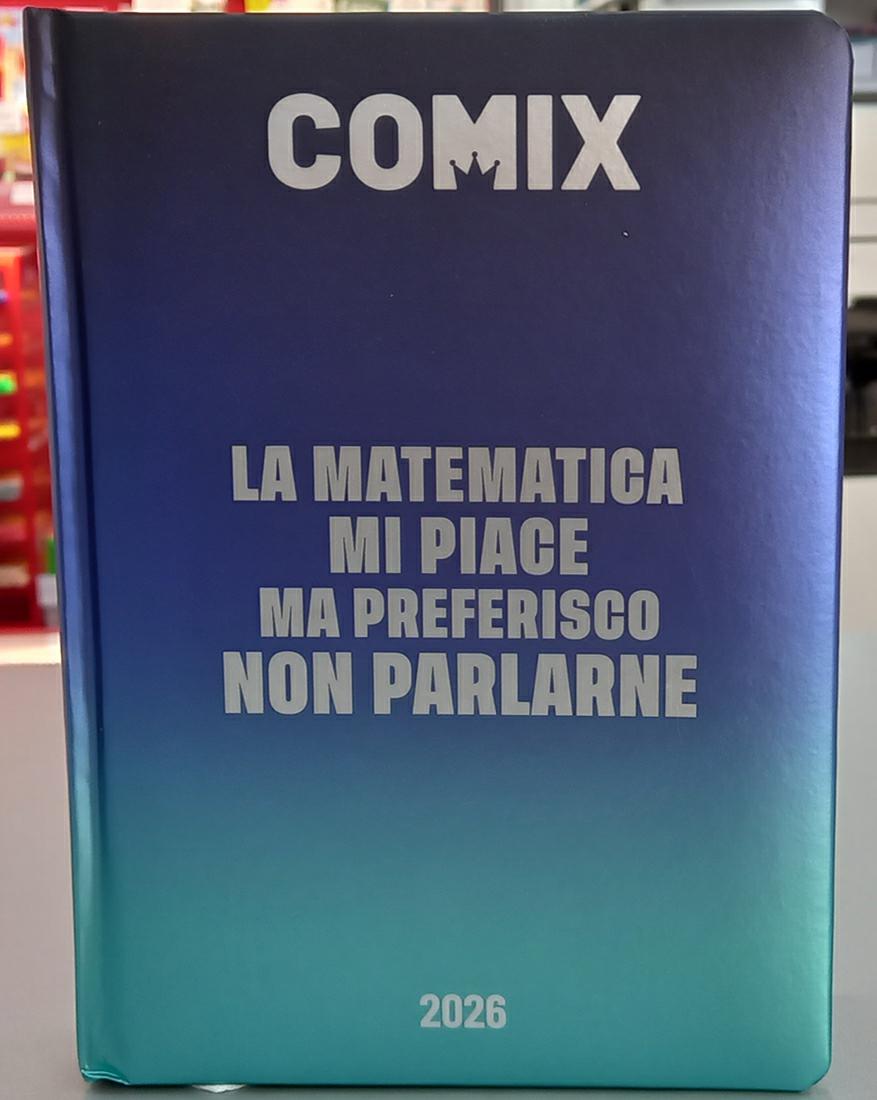 COMIX
LA MATEMATICA
MI PIACE
MA PREFERISCO
NON PARLARNE
2026